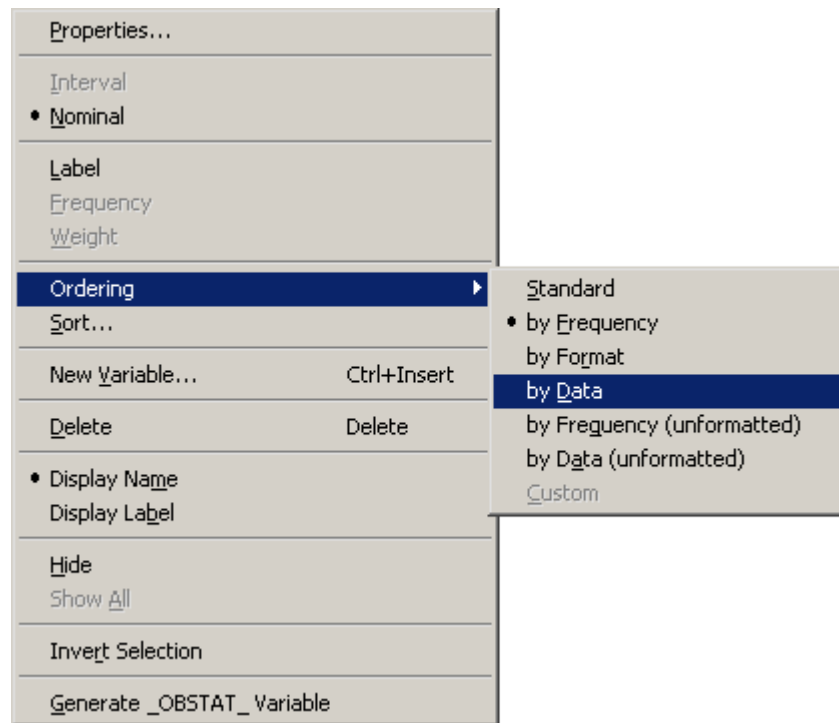 Properties...
Interval
Nominal
Label
Frequency
Weight
Ordering
Sort...
New Variable... Ctrl+Insert
Delete Delete
Display Name
Display Label
Hide
Show All
Invert Selection
Generate _OBSTAT_ Variable
Standard
by Frequency
by Format
by Data
by Frequency (unformatted)
by Data (unformatted)
Custom